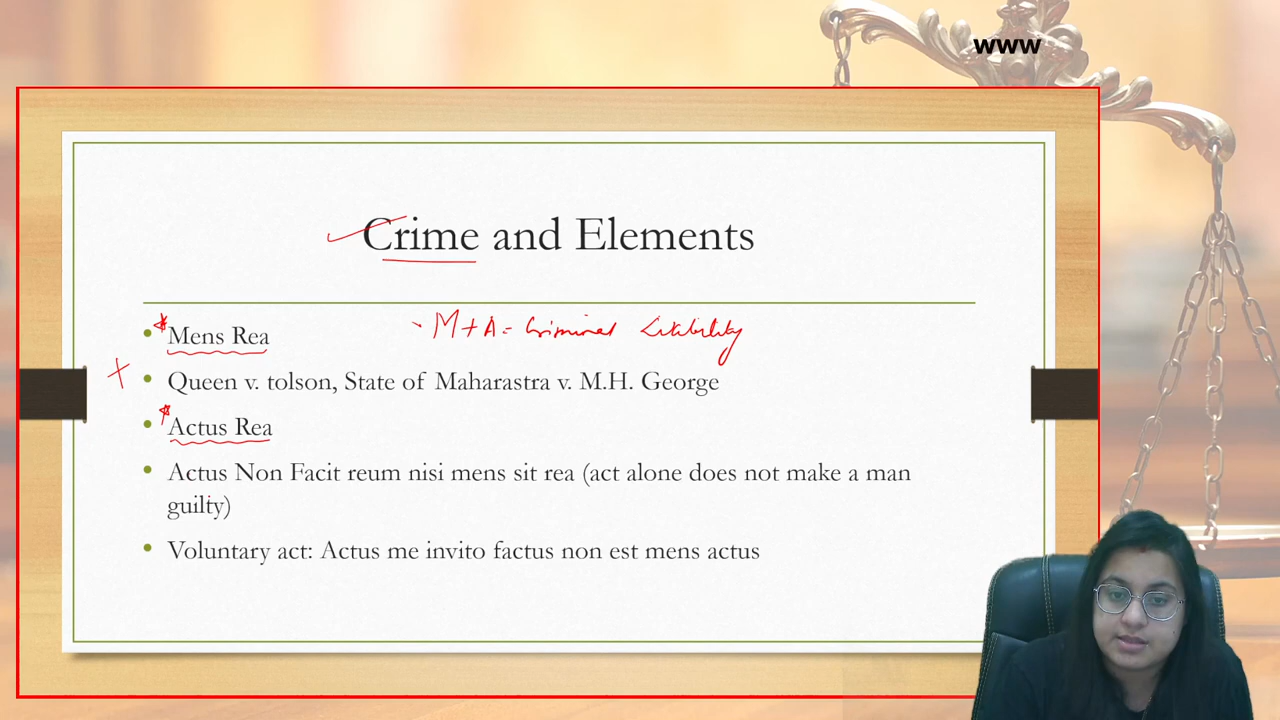 www
Crime and Elements
Mens Rea
M + A = Criminal Liability
Queen v. tolson, State of Maharastra v. M.H. George
Actus Rea
Actus Non Facit reum nisi mens sit rea (act alone does not make a man
guilty)
Voluntary act: Actus me invito factus non est mens actus